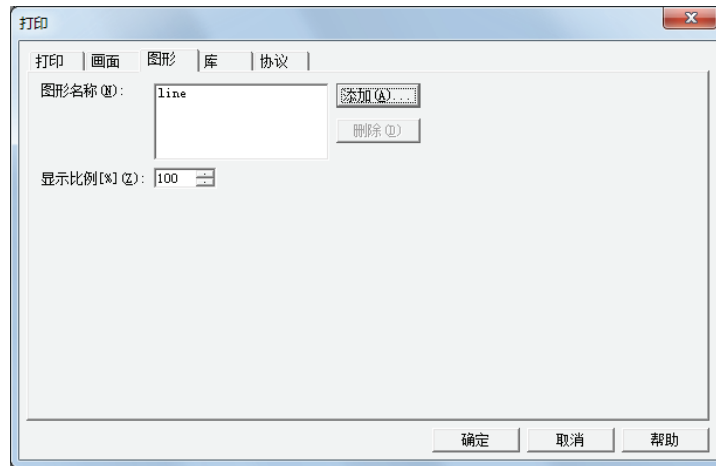 打印
打印 画面 图形 库 协议
图形名称(N): line 添加(A)...
删除(D)
显示比例[%](Z): 100
确定 取消 帮助